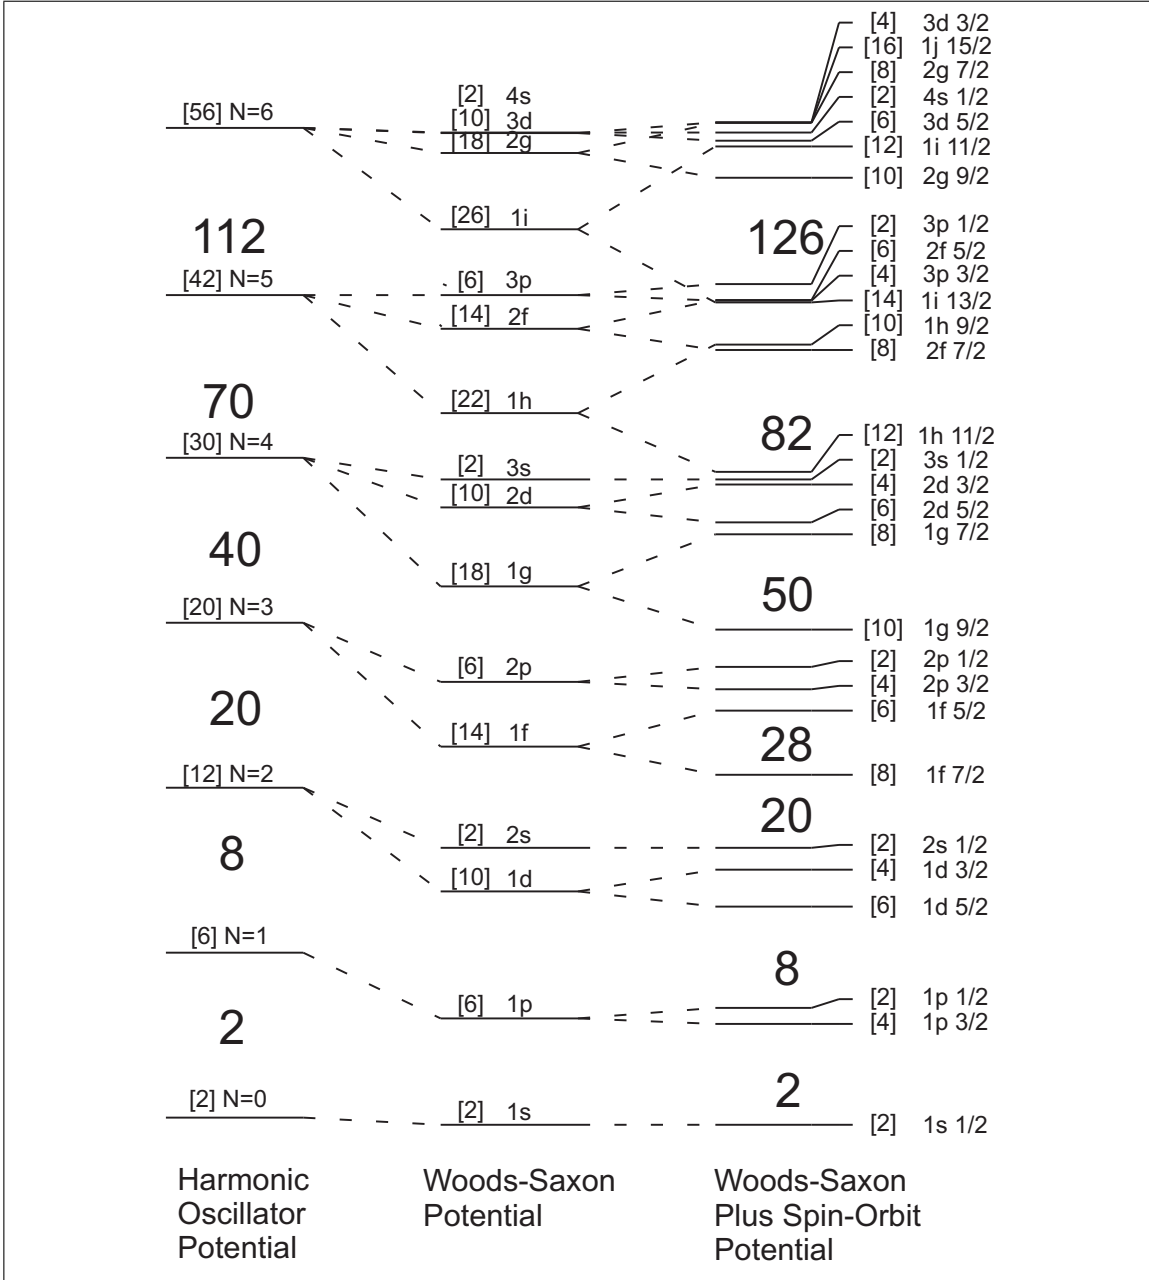 [56] N=6
112
[42] N=5
70
[30] N=4
40
[20] N=3
20
[12] N=2
8
[6] N=1
2
[2] N=0
Harmonic
Oscillator
Potential
[2] 4s
[10] 3d
[18] 2g
[26] 1i
[6] 3p
[14] 2f
[22] 1h
[2] 3s
[10] 2d
[18] 1g
[6] 2p
[14] 1f
[2] 2s
[10] 1d
[6] 1p
[2] 1s
Woods-Saxon
Potential
[4] 3d 3/2
[16] 1j 15/2
[8] 2g 7/2
[2] 4s 1/2
[6] 3d 5/2
[12] 1i 11/2
[10] 2g 9/2
126
[2] 3p 1/2
[6] 2f 5/2
[4] 3p 3/2
[14] 1i 13/2
[10] 1h 9/2
[8] 2f 7/2
82
[12] 1h 11/2
[2] 3s 1/2
[4] 2d 3/2
[6] 2d 5/2
[8] 1g 7/2
50
[10] 1g 9/2
[2] 2p 1/2
[4] 2p 3/2
[6] 1f 5/2
28
[8] 1f 7/2
20
[2] 2s 1/2
[4] 1d 3/2
[6] 1d 5/2
8
[2] 1p 1/2
[4] 1p 3/2
2
[2] 1s 1/2
Woods-Saxon
Plus Spin-Orbit
Potential